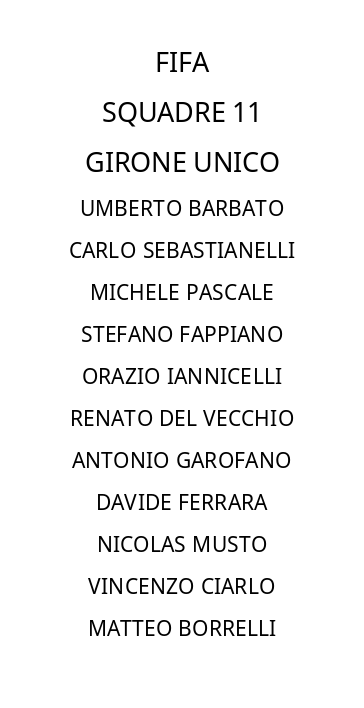 FIFA
SQUADRE 11
GIRONE UNICO
UMBERTO BARBATO
CARLO SEBASTIANELLI
MICHELE PASCALE
STEFANO FAPPIANO
ORAZIO IANNICELLI
RENATO DEL VECCHIO
ANTONIO GAROFANO
DAVIDE FERRARA
NICOLAS MUSTO
VINCENZO CIARLO
MATTEO BORRELLI